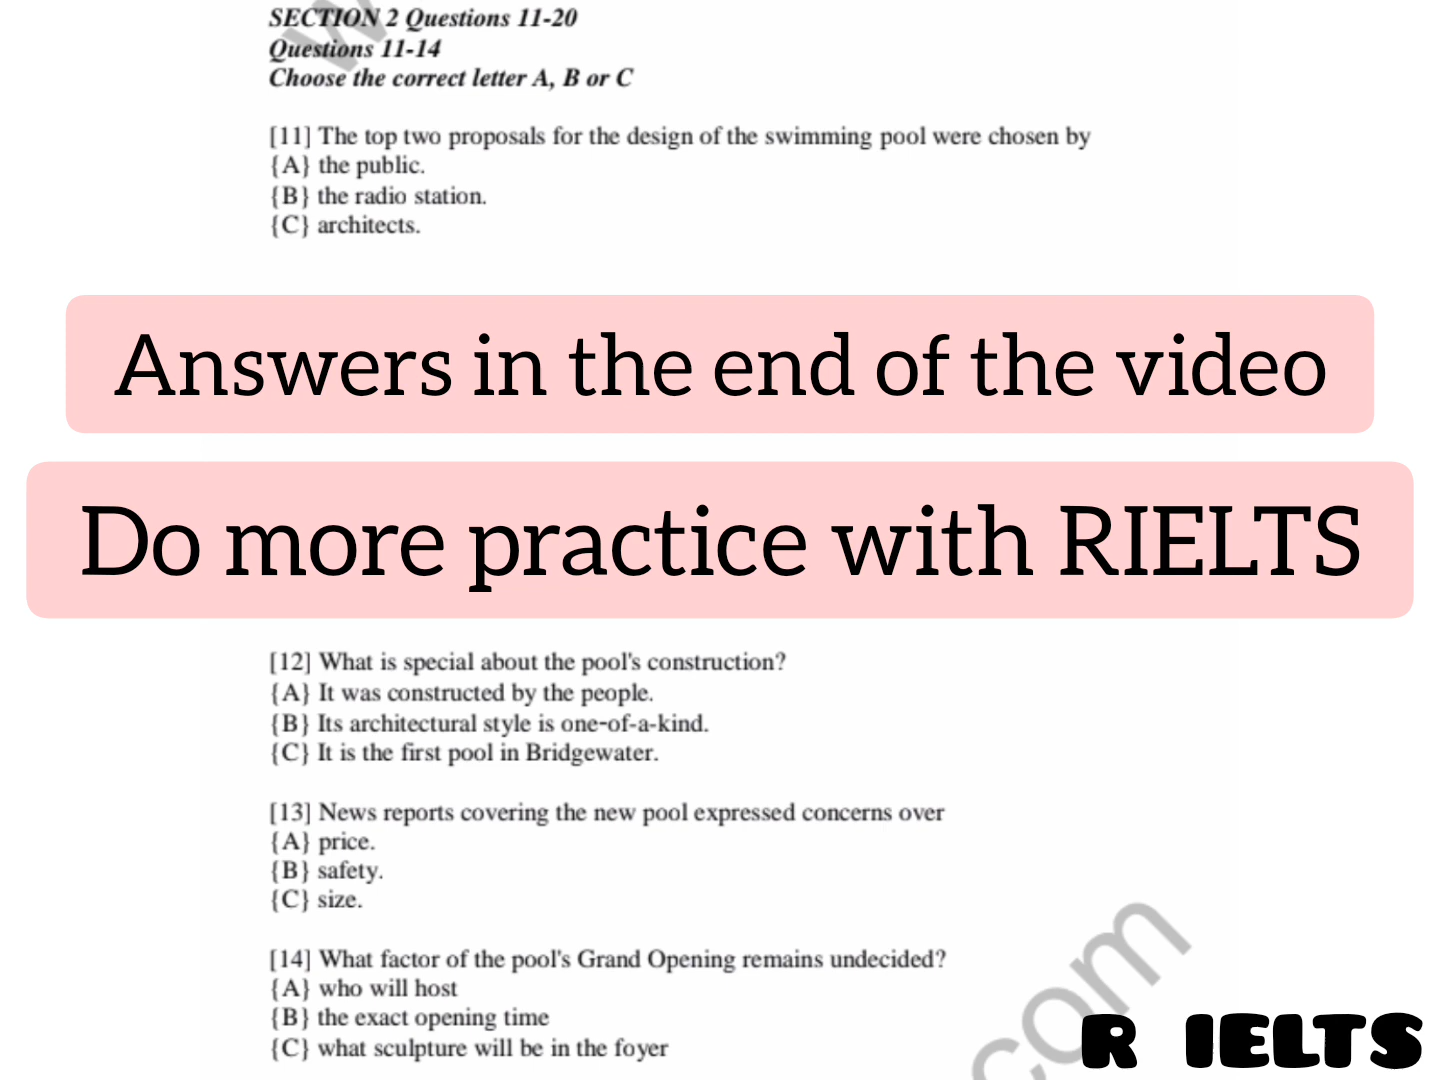 SECTION 2 Questions 11-20
Questions 11-14
Choose the correct letter A, B or C
[11] The top two proposals for the design of the swimming pool were chosen by
{A} the public.
{B} the radio station.
{C} architects.
Answers in the end of the video
Do more practice with RIELTS
[12] What is special about the pool's construction?
{A} It was constructed by the people.
{B} Its architectural style is one-of-a-kind.
{C} It is the first pool in Bridgewater.
[13] News reports covering the new pool expressed concerns over
{A} price.
{B} safety.
{C} size.
[14] What factor of the pool's Grand Opening remains undecided?
{A} who will host
{B} the exact opening time
{C} what sculpture will be in the foyer
com
R IELTS